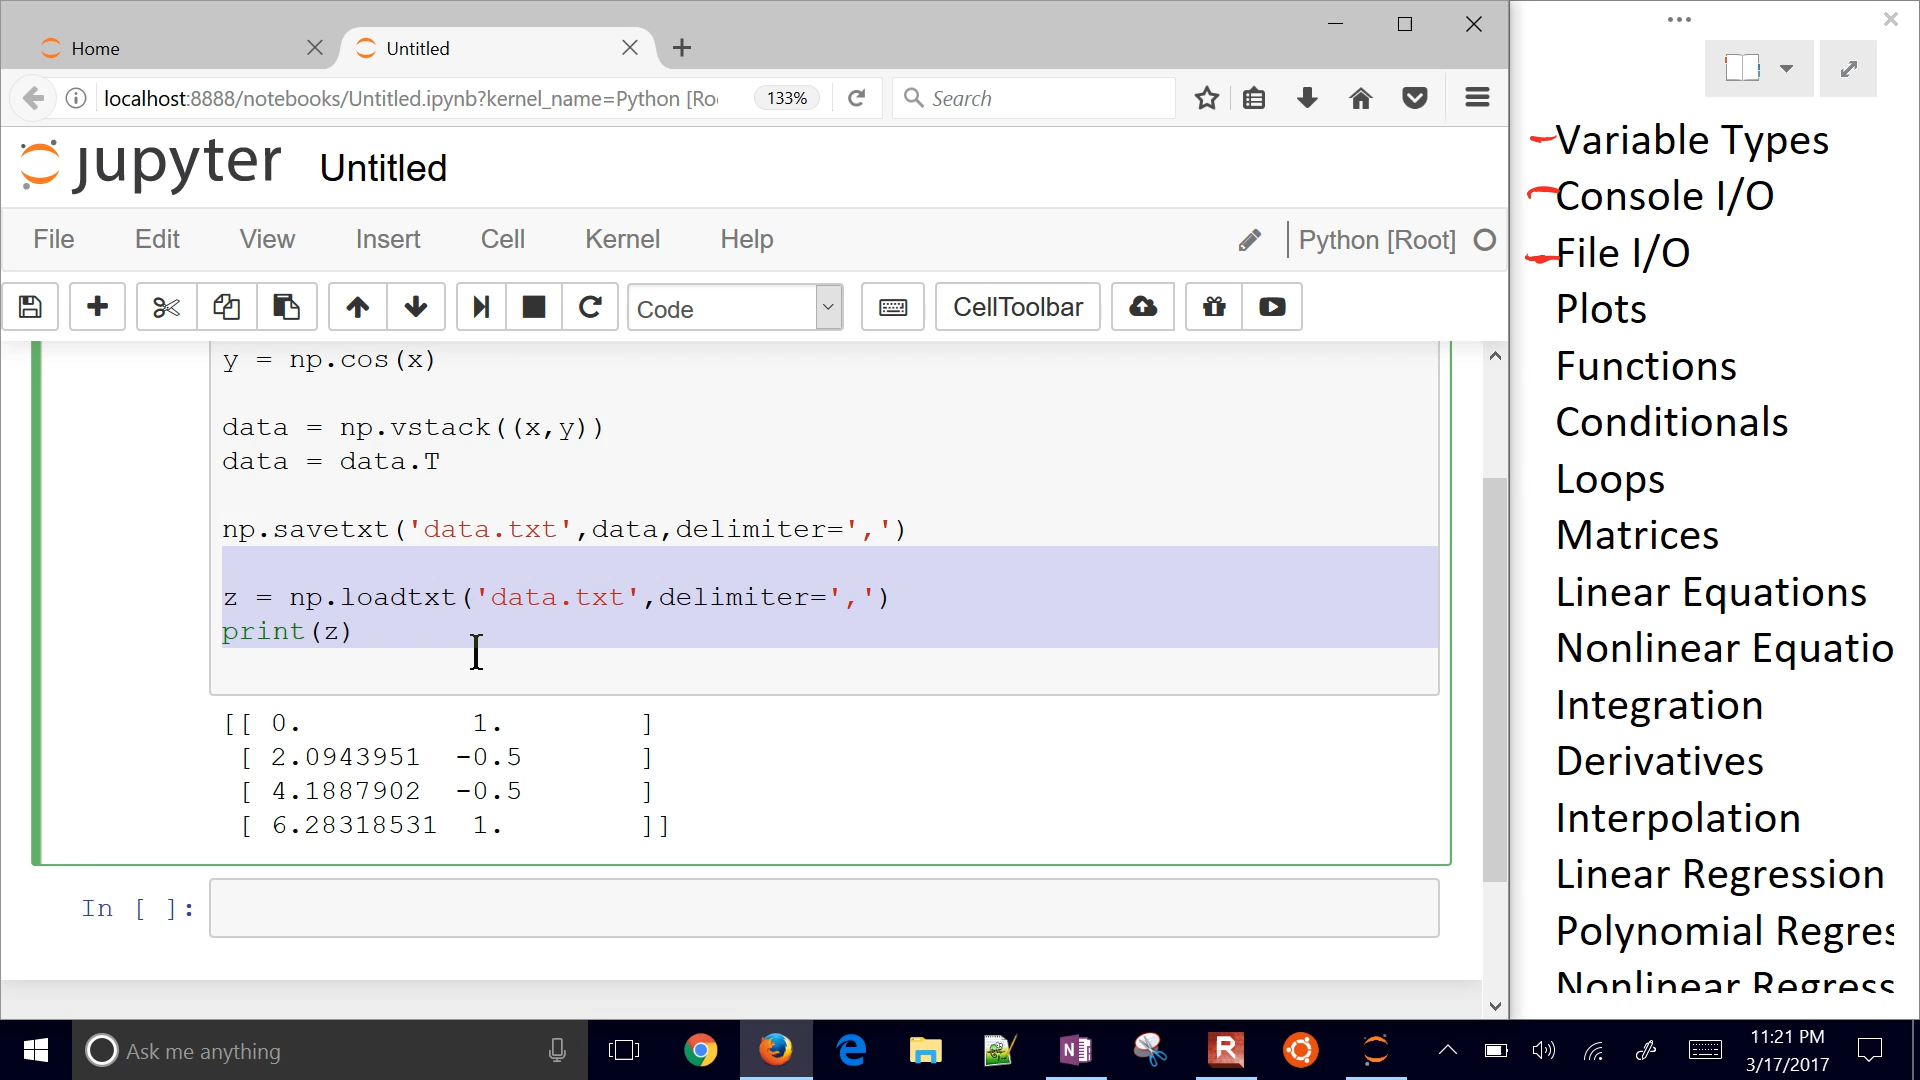 Home
Untitled
localhost:8888/notebooks/Untitled.ipynb?kernel_name=Python [Ro
133%
Search
jupyter Untitled
File Edit View Insert Cell Kernel Help
Python [Root]
Code
CellToolbar
y = np.cos(x)
data = np.vstack((x,y))
data = data.T
np.savetxt('data.txt',data,delimiter=',')
z = np.loadtxt('data.txt',delimiter=',')
print(z)
[[ 0. 1. ]
[ 2.0943951 -0.5 ]
[ 4.1887902 -0.5 ]
[ 6.28318531 1. ]]
In [ ]:
Variable Types
Console I/O
File I/O
Plots
Functions
Conditionals
Loops
Matrices
Linear Equations
Nonlinear Equatio
Integration
Derivatives
Interpolation
Linear Regression
Polynomial Regres
Nonlinear Regress
Ask me anything
11:21 PM
3/17/2017